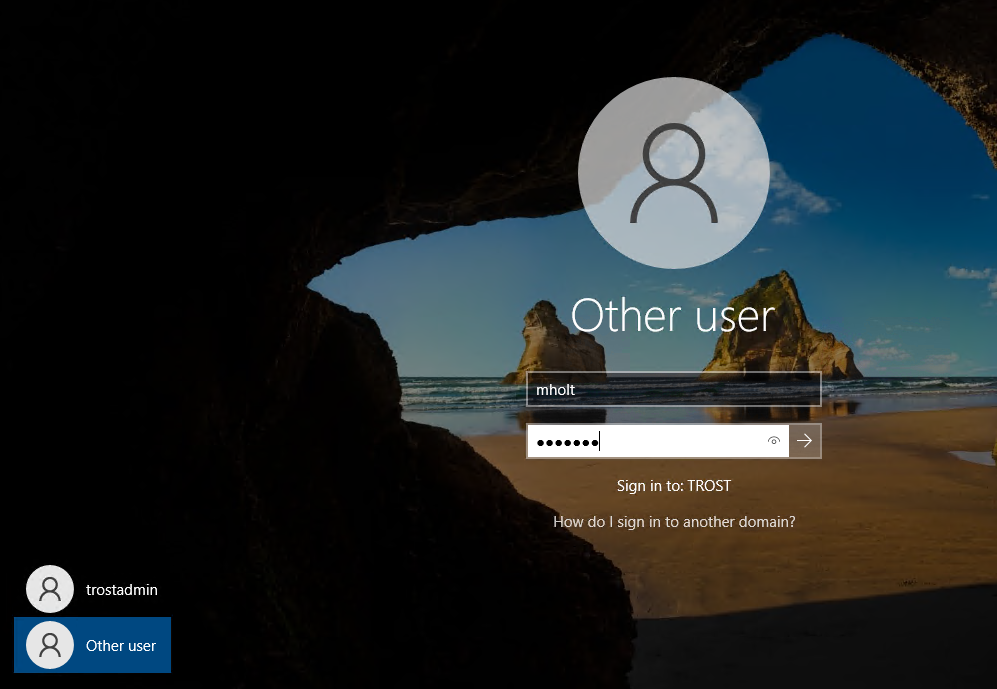 Other user
mholt
•••••••
Sign in to: TROST
How do I sign in to another domain?
trostadmin
Other user